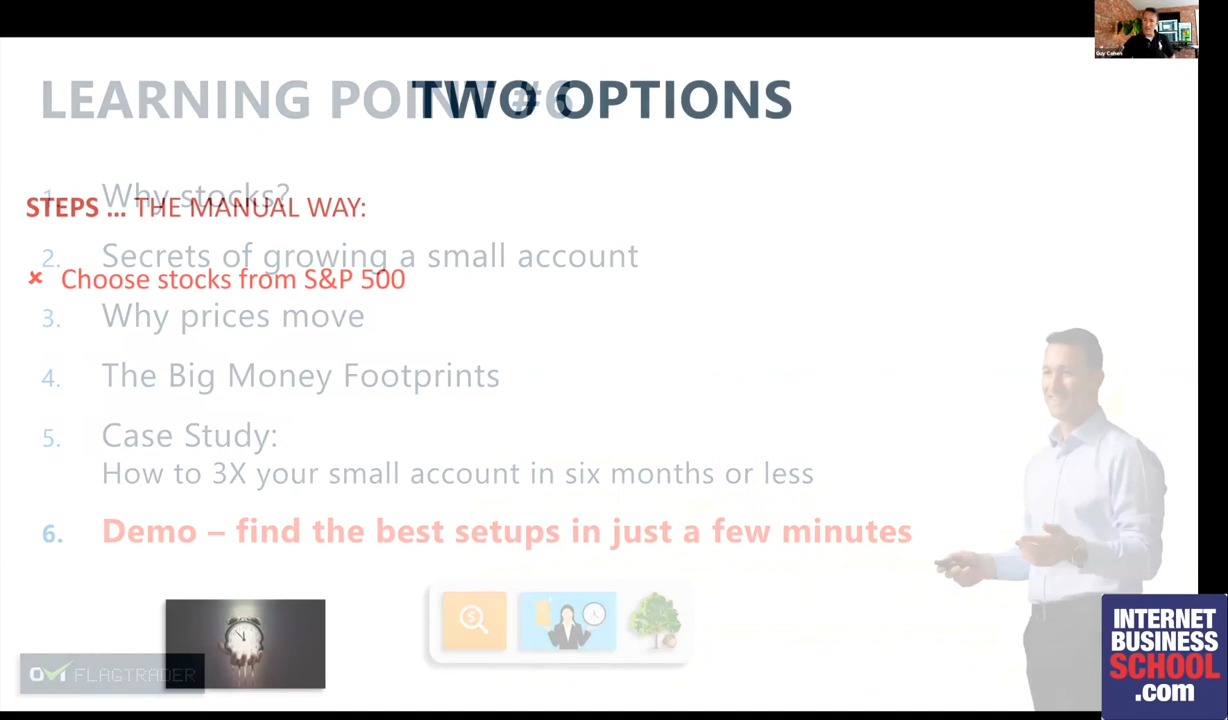 Guy Cohen
LEARNING POINT #6
TWO OPTIONS
1. Why stocks?
STEPS ... THE MANUAL WAY:
2. Secrets of growing a small account
✘ Choose stocks from S&P 500
3. Why prices move
4. The Big Money Footprints
5. Case Study:
How to 3X your small account in six months or less
6. Demo – find the best setups in just a few minutes
OVI FLAGTRADER
INTERNET
BUSINESS
SCHOOL
.com